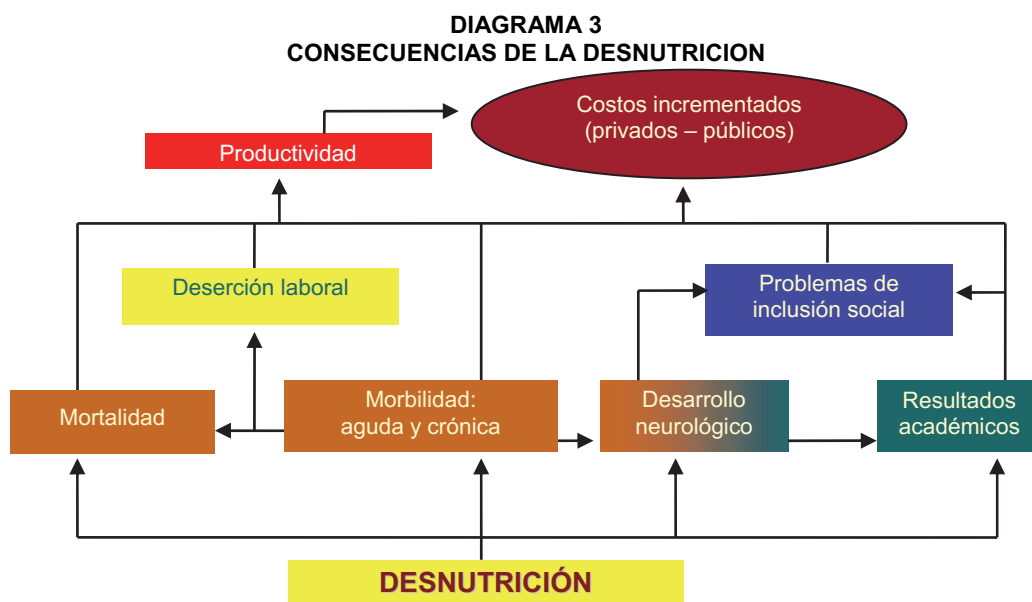 DIAGRAMA 3
CONSECUENCIAS DE LA DESNUTRICION
Costos incrementados
(privados – públicos)
Productividad
Deserción laboral
Problemas de
inclusión social
Mortalidad
Morbilidad:
aguda y crónica
Desarrollo
neurológico
Resultados
académicos
DESNUTRICIÓN